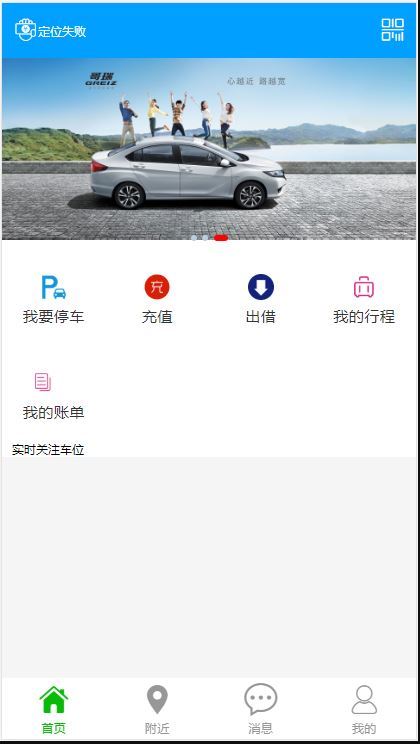 定位失败
哥瑞
GREIZ
心越近 路越宽
P
充
我要停车
充值
出借
我的行程
我的账单
实时关注车位
首页
附近
消息
我的